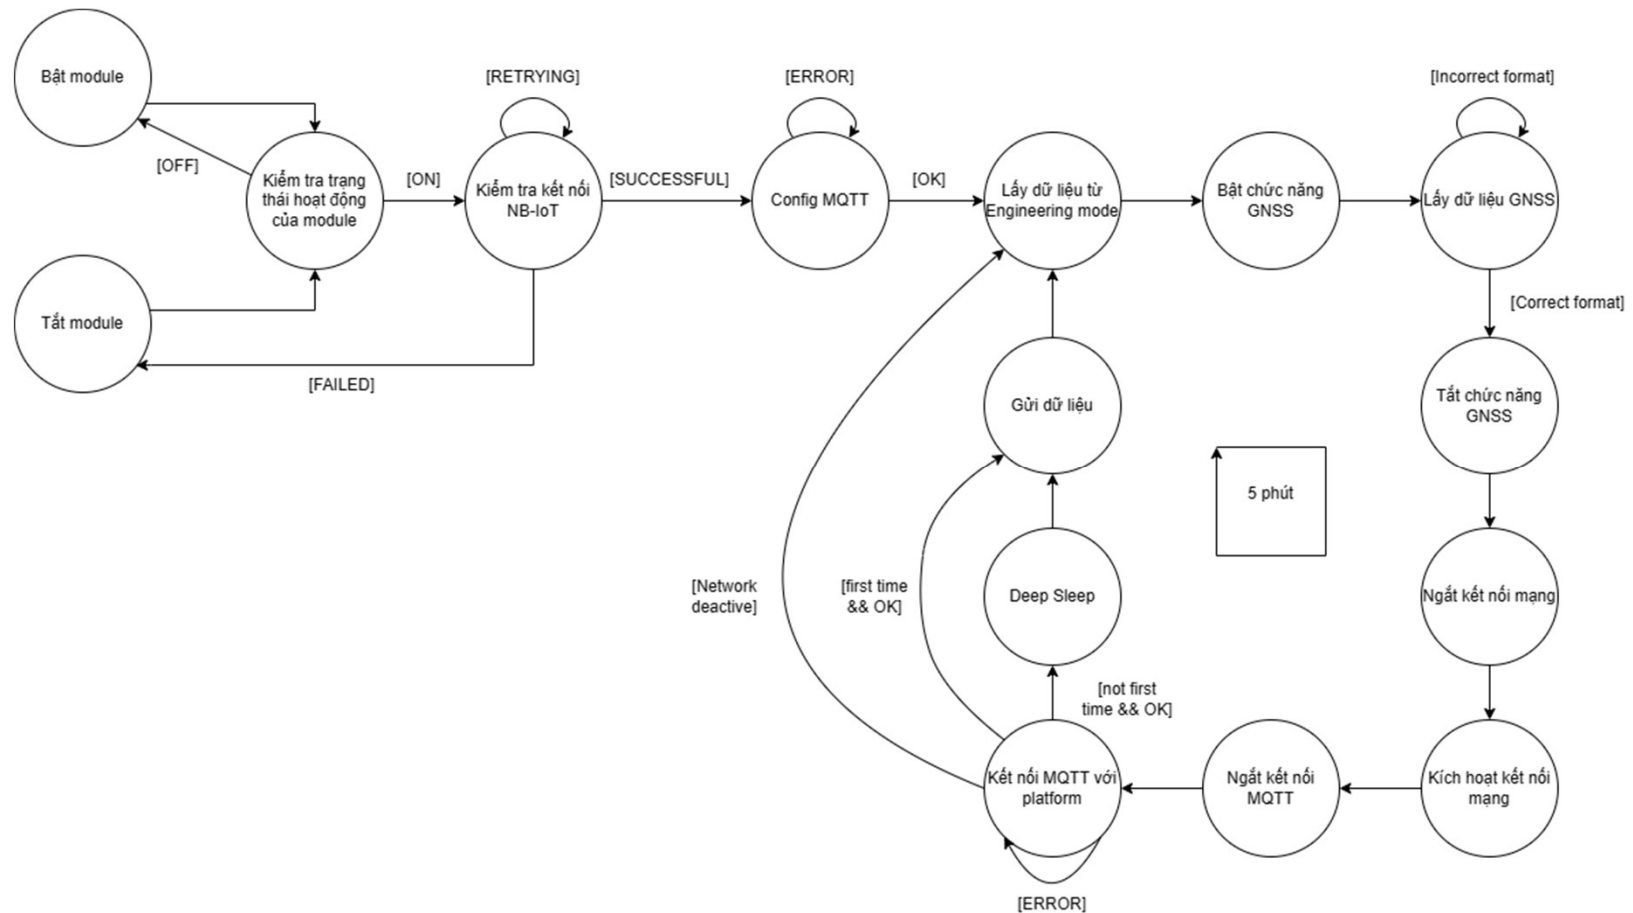 [RETRYING]
[ERROR]
[Incorrect format]
Bật module
[OFF]
Kiểm tra trạng
thái hoạt động
của module
[ON]
Kiểm tra kết nối
NB-IoT
[SUCCESSFUL]
Config MQTT
[OK]
Lấy dữ liệu từ
Engineering mode
Bật chức năng
GNSS
Lấy dữ liệu GNSS
[Correct format]
Tắt module
[FAILED]
Gửi dữ liệu
Tắt chức năng
GNSS
5 phút
[Network
deactive]
[first time
&& OK]
Deep Sleep
Ngắt kết nối mạng
[not first
time && OK]
Kết nối MQTT với
platform
Ngắt kết nối
MQTT
Kích hoạt kết nối
mạng
[ERROR]